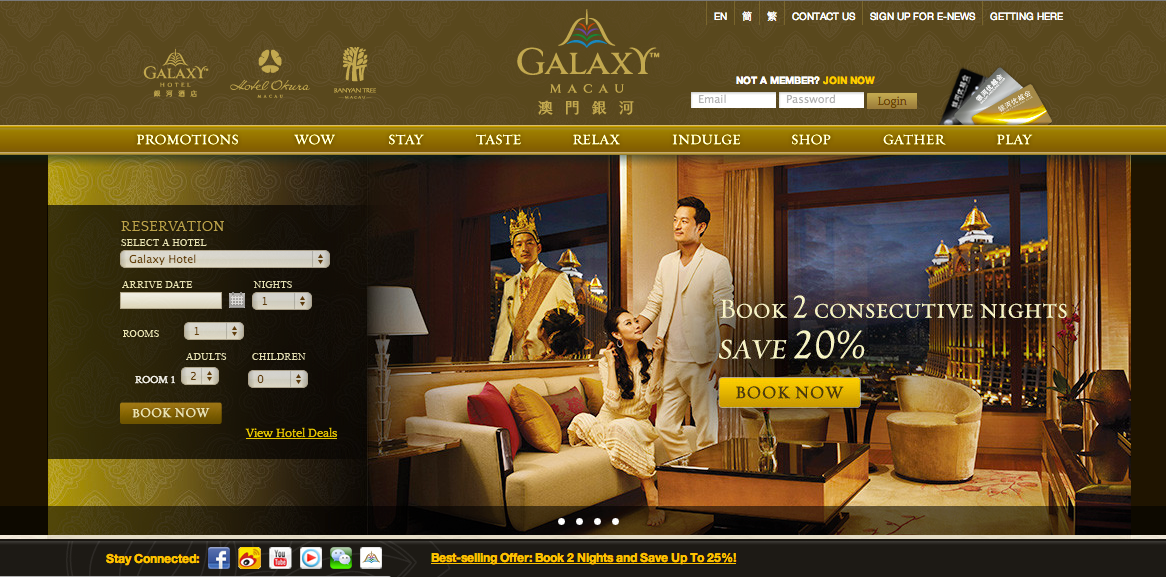 EN 简 繁 CONTACT US SIGN UP FOR E-NEWS GETTING HERE
GALAXY™
MACAU
澳門銀河
GALAXY™
HOTEL
銀河酒店
Hotel Okura
MACAU
BANYAN TREE
MACAU
NOT A MEMBER? JOIN NOW
Email Password Login
PROMOTIONS WOW STAY TASTE RELAX INDULGE SHOP GATHER PLAY
RESERVATION
SELECT A HOTEL
Galaxy Hotel
ARRIVE DATE NIGHTS
1
ROOMS 1
ADULTS CHILDREN
ROOM 1 2 0
BOOK NOW
View Hotel Deals
BOOK 2 CONSECUTIVE NIGHTS
SAVE 20%
BOOK NOW
Stay Connected: f You Tube Best-selling Offer: Book 2 Nights and Save Up To 25%!